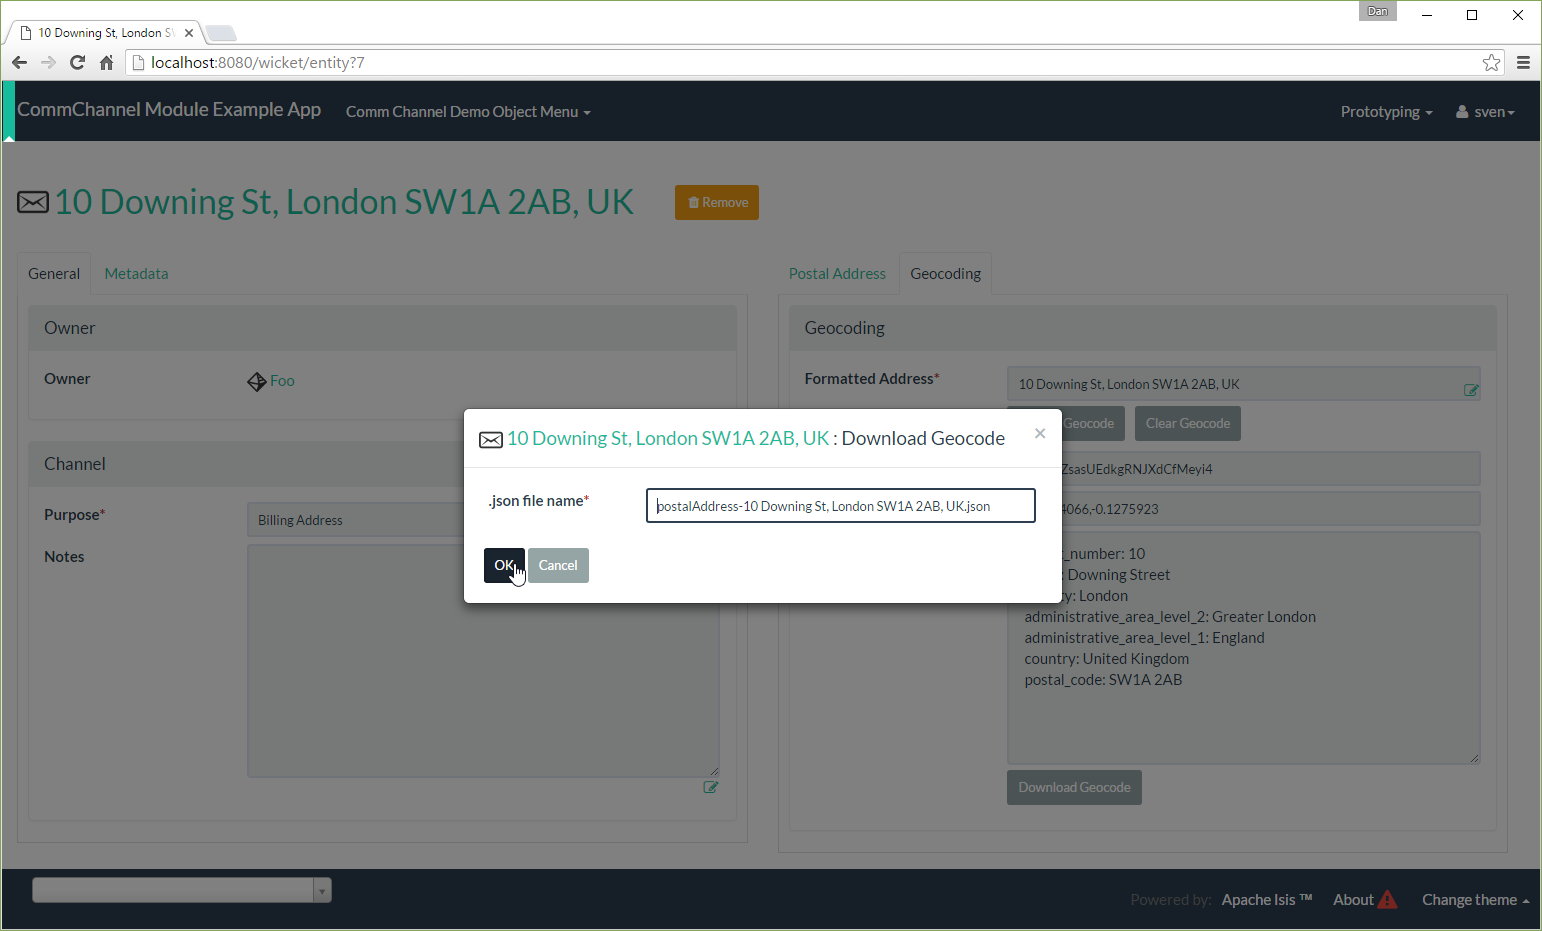 Dan
10 Downing St, London S
localhost:8080/wicket/entity?7
CommChannel Module Example App
Comm Channel Demo Object Menu
Prototyping
sven
10 Downing St, London SW1A 2AB, UK
Remove
General
Metadata
Owner
Owner
Foo
Channel
Purpose*
Billing Address
Notes
Postal Address
Geocoding
Geocoding
Formatted Address*
10 Downing St, London SW1A 2AB, UK
Geocode
Clear Geocode
ZsasUEdkgRNJXdCfMeyi4
4066,-0.1275923
_number: 10
: Downing Street
ry: London
administrative_area_level_2: Greater London
administrative_area_level_1: England
country: United Kingdom
postal_code: SW1A 2AB
Download Geocode
10 Downing St, London SW1A 2AB, UK : Download Geocode
×
.json file name*
postalAddress-10 Downing St, London SW1A 2AB, UK.json
OK
Cancel
Powered by:
Apache Isis ™
About
Change theme